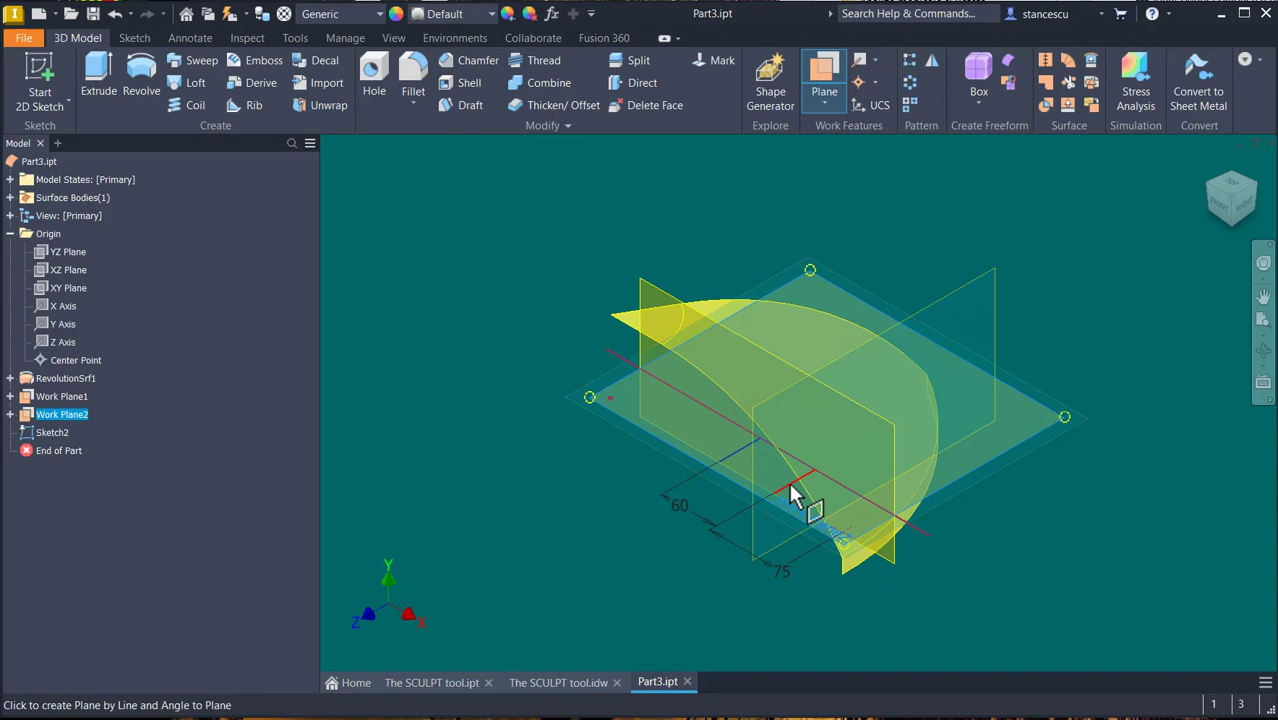 Generic
Default
Part3.ipt
Search Help & Commands...
stancescu
File
3D Model
Sketch
Annotate
Inspect
Tools
Manage
View
Environments
Collaborate
Fusion 360
Start
2D Sketch
Extrude
Revolve
Sweep
Loft
Coil
Emboss
Derive
Rib
Decal
Import
Unwrap
Hole
Fillet
Chamfer
Shell
Draft
Thread
Combine
Thicken/ Offset
Split
Direct
Delete Face
Mark
Shape
Generator
Plane
UCS
Box
Stress
Analysis
Convert to
Sheet Metal
Sketch
Create
Modify
Explore
Work Features
Pattern
Create Freeform
Surface
Simulation
Convert
Model
Part3.ipt
Model States: [Primary]
Surface Bodies(1)
View: [Primary]
Origin
YZ Plane
XZ Plane
XY Plane
X Axis
Y Axis
Z Axis
Center Point
RevolutionSrf1
Work Plane1
Work Plane2
Sketch2
End of Part
TOP
FRONT
RIGHT
60
75
Y
Z
X
Home
The SCULPT tool.ipt
The SCULPT tool.idw
Part3.ipt
Click to create Plane by Line and Angle to Plane
1
3